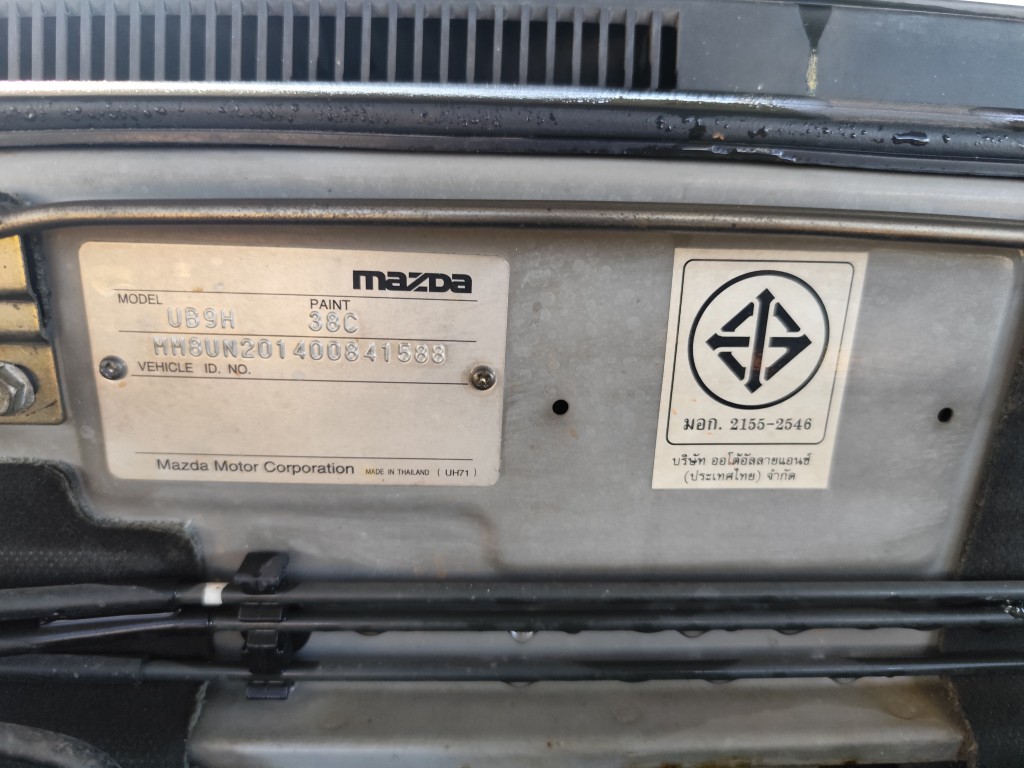 mazda
MODEL PAINT
UB9H 38C
MM8UN201400841588
VEHICLE ID. NO.
Mazda Motor Corporation MADE IN THAILAND ( UH71 )
มอก. 2155-2546
บริษัท ออโต้อัลลายแอนซ์
(ประเทศไทย) จำกัด